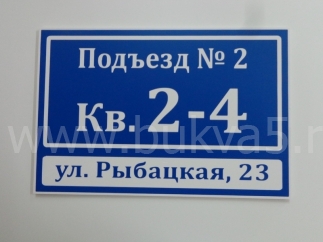 Подъезд № 2
Кв. 2-4
ул. Рыбацкая, 23
www.bukva5.